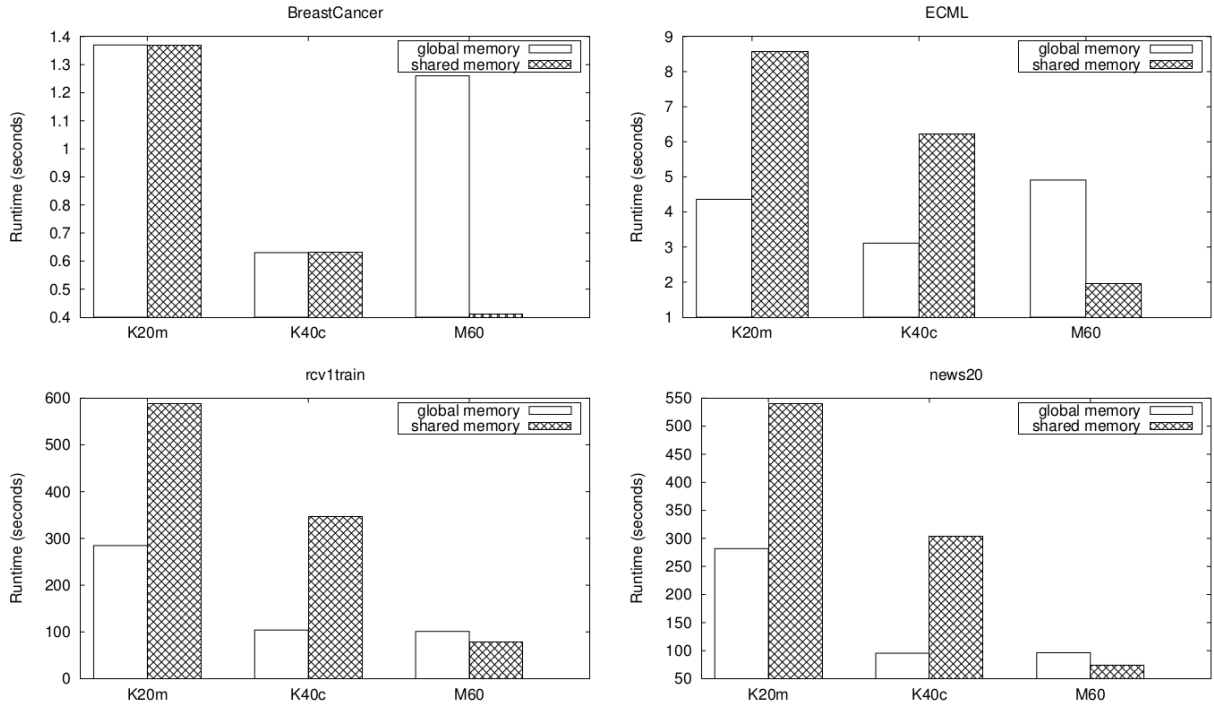 BreastCancer
Runtime (seconds)
1.4
1.3
1.2
1.1
1
0.9
0.8
0.7
0.6
0.5
0.4
global memory
shared memory
K20m K40c M60
ECML
Runtime (seconds)
9
8
7
6
5
4
3
2
1
global memory
shared memory
K20m K40c M60
rcv1train
Runtime (seconds)
600
500
400
300
200
100
0
global memory
shared memory
K20m K40c M60
news20
Runtime (seconds)
550
500
450
400
350
300
250
200
150
100
50
global memory
shared memory
K20m K40c M60